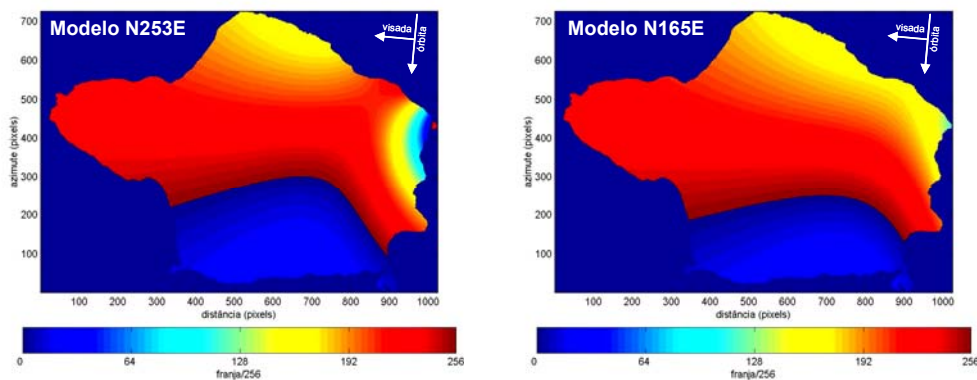 Modelo N253E
visada
órbita
azimute (pixels)
700
600
500
400
300
200
100
100 200 300 400 500 600 700 800 900 1000
distância (pixels)
0 64 128 192 256
franja/256
Modelo N165E
visada
órbita
azimute (pixels)
700
600
500
400
300
200
100
100 200 300 400 500 600 700 800 900 1000
distância (pixels)
0 64 128 192 256
franja/256